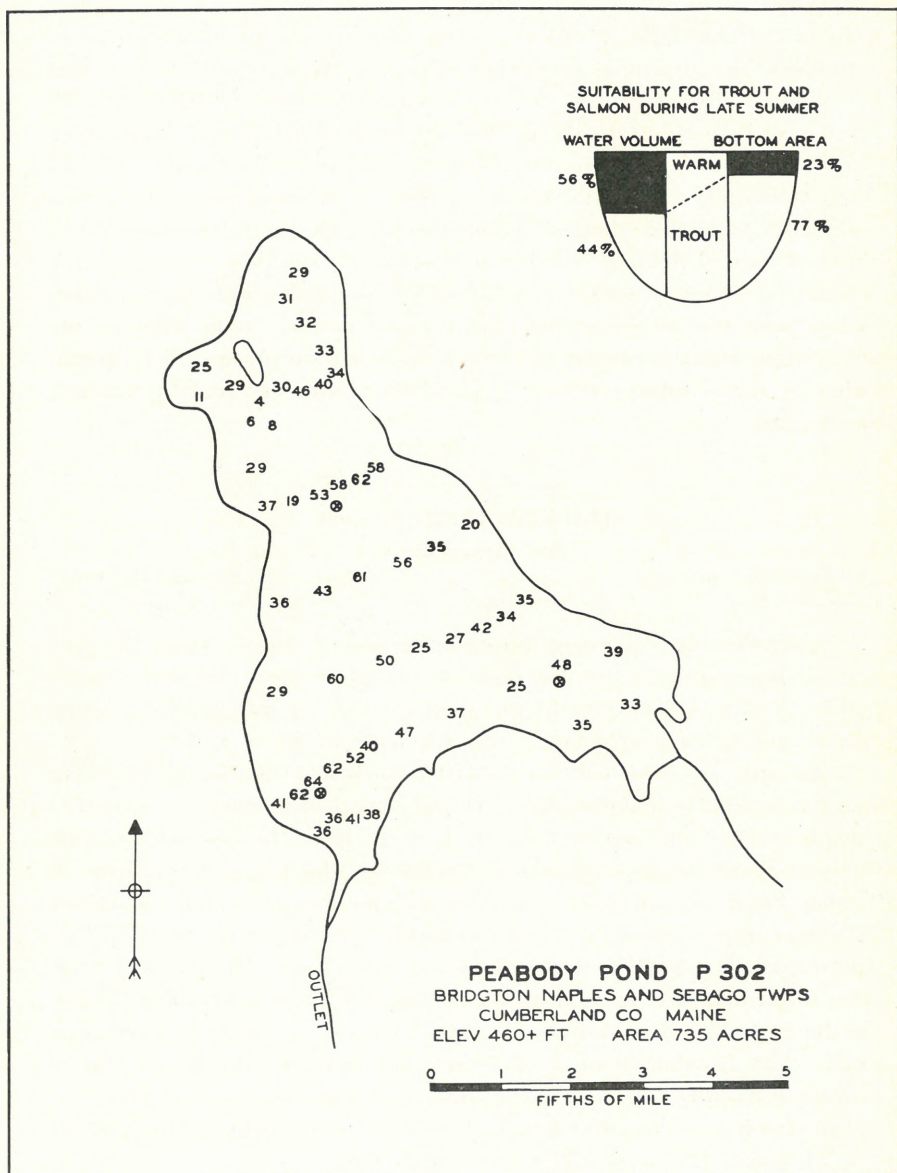 SUITABILITY FOR TROUT AND
SALMON DURING LATE SUMMER
WATER VOLUME BOTTOM AREA
WARM
56% 23%
TROUT
44% 77%
29
31
32
33
25 34
29 30 46 40
11 4
6 8
29 58
58 62
37 19 53
20
35
56
61
43
36
35
34
42
27
25 39
50 48
60 25
29
33
37
35
47
40
52
62
64
62
41
36 41 38
36
OUTLET
PEABODY POND P 302
BRIDGTON NAPLES AND SEBAGO TWPS
CUMBERLAND CO MAINE
ELEV 460+ FT AREA 735 ACRES
0 1 2 3 4 5
FIFTHS OF MILE